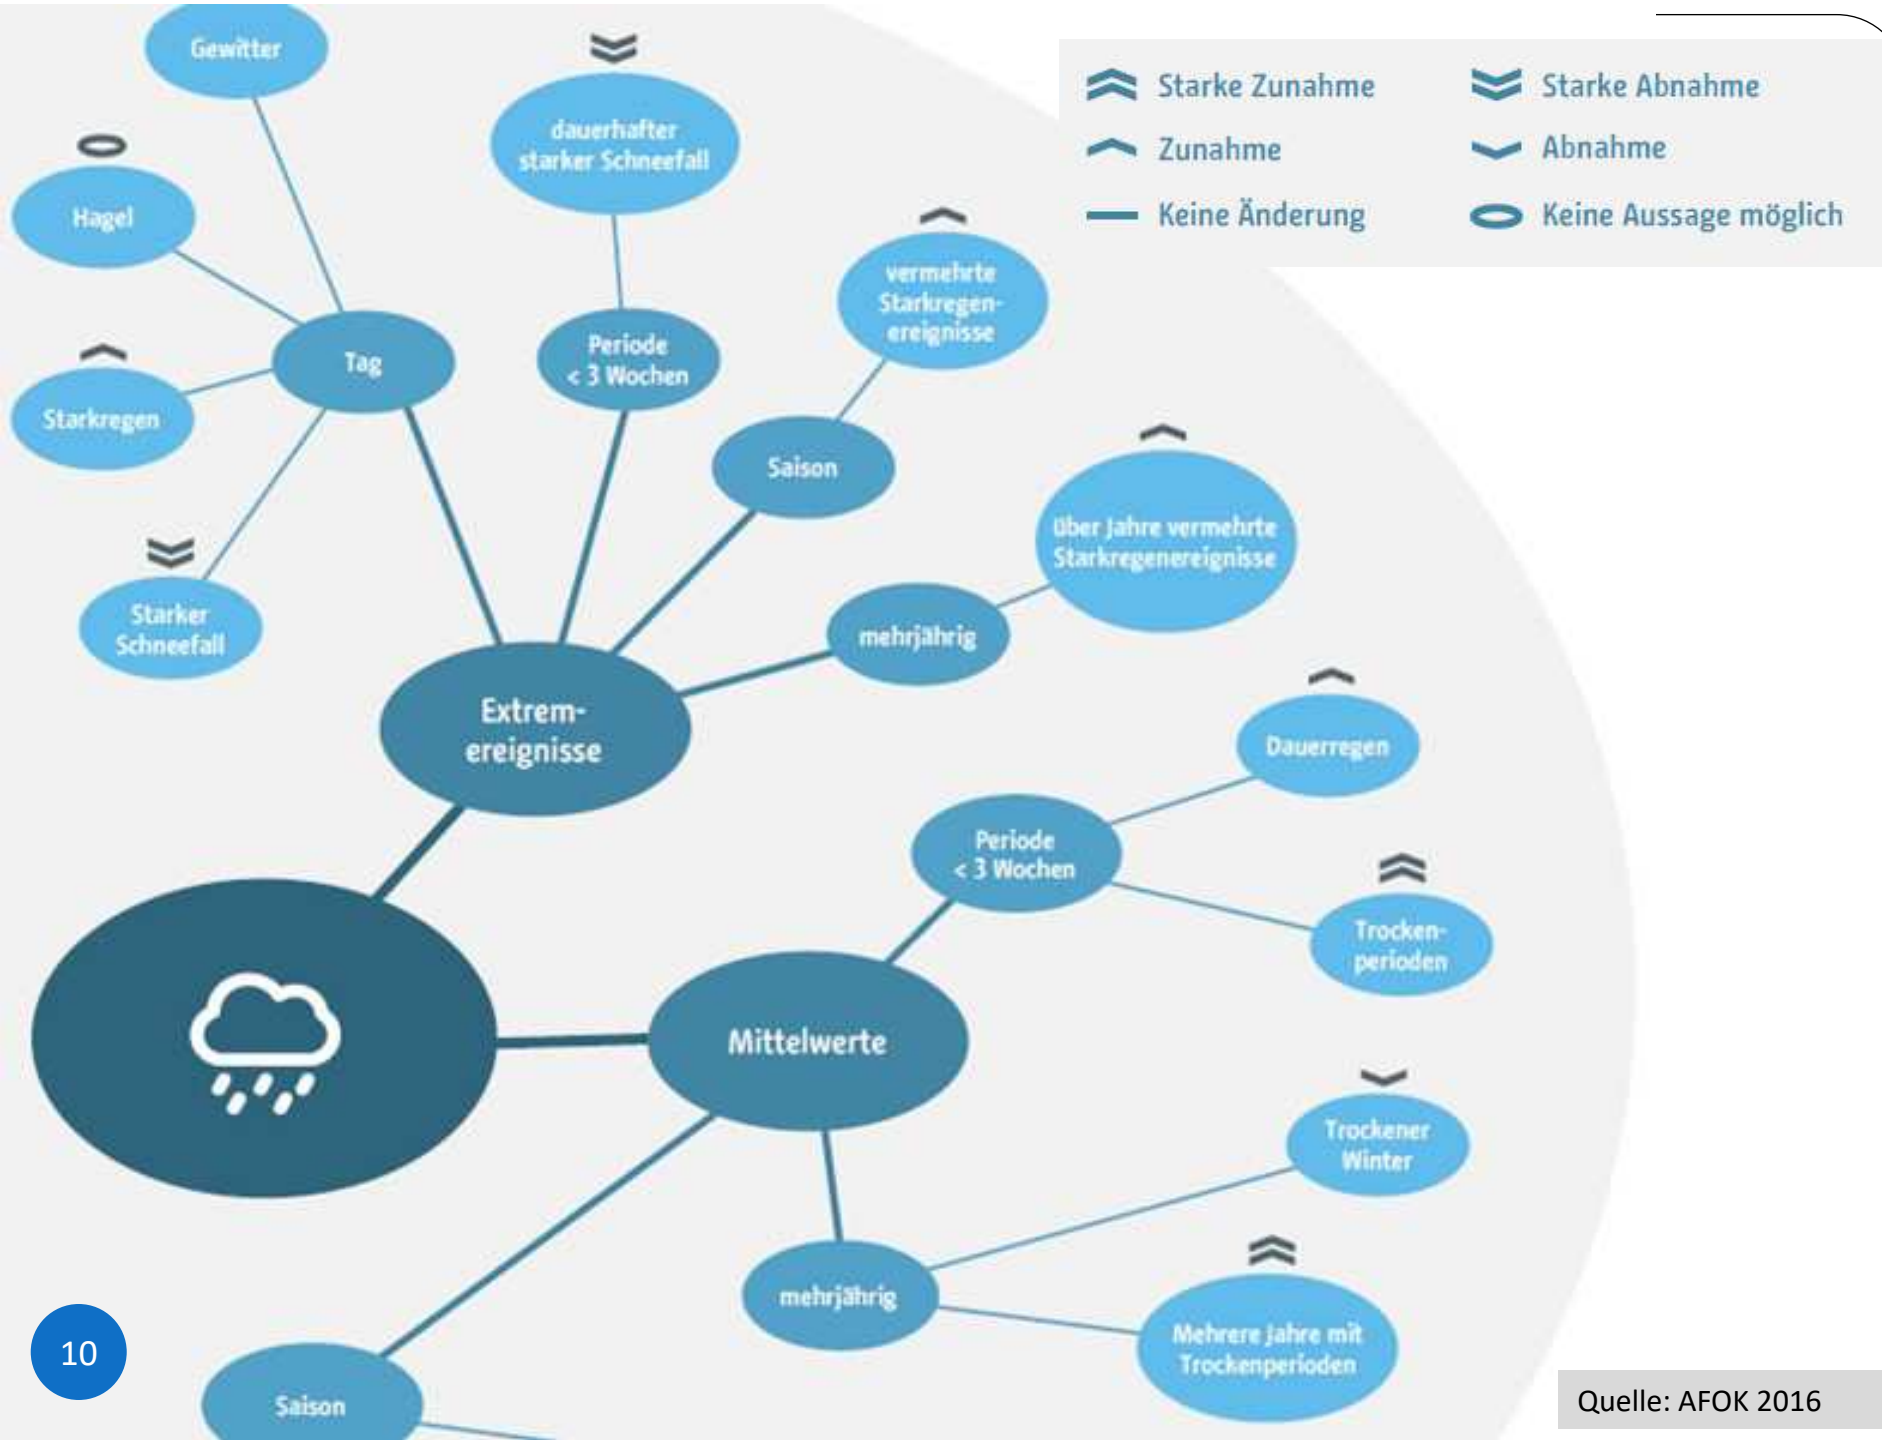 Gewitter
dauerhafter
starker Schneefall
Starke Zunahme
Starke Abnahme
Zunahme
Abnahme
Keine Änderung
Keine Aussage möglich
Hagel
vermehrte
Starkregen-
ereignisse
Tag
Periode
< 3 Wochen
Starkregen
Saison
über Jahre vermehrte
Starkregenereignisse
Starker
Schneefall
mehrjährig
Extrem-
ereignisse
Dauerregen
Periode
< 3 Wochen
Trocken-
perioden
Mittelwerte
Trockener
Winter
mehrjährig
Mehrere Jahre mit
Trockenperioden
10
Saison
Quelle: AFOK 2016